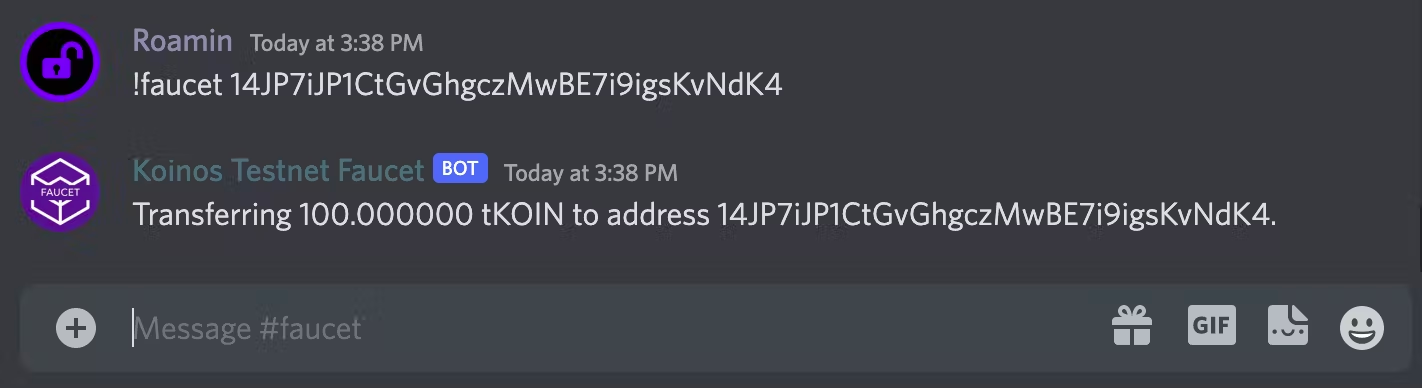 Roamin Today at 3:38 PM
!faucet 14JP7iJP1CtGvGhgczMwBE7i9igsKvNdK4
Koinos Testnet Faucet BOT Today at 3:38 PM
FAUCET
Transferring 100.000000 tKOIN to address 14JP7iJP1CtGvGhgczMwBE7i9igsKvNdK4.
Message #faucet GIF